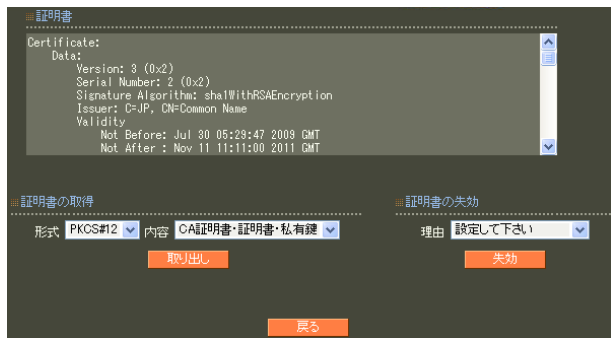 証明書
Certificate:
Data:
Version: 3 (0x2)
Serial Number: 2 (0x2)
Signature Algorithm: sha1WithRSAEncryption
Issuer: C=JP, CN=Common Name
Validity
Not Before: Jul 30 05:29:47 2009 GMT
Not After : Nov 11 11:11:00 2011 GMT
証明書の取得
形式 PKCS#12 内容 CA証明書・証明書・私有鍵
取り出し
証明書の失効
理由 設定して下さい
失効
戻る